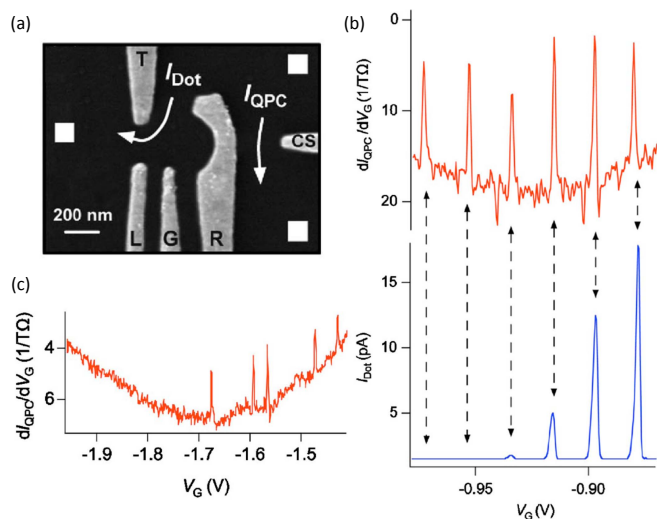 (a)
T
I_Dot
I_QPC
CS
200 nm
L G R
(b)
0
10
20
dI_QPC/dV_G (1/TΩ)
15
10
5
I_Dot (pA)
-0.95 -0.90
V_G (V)
(c)
4
6
dI_QPC/dV_G (1/TΩ)
-1.9 -1.8 -1.7 -1.6 -1.5
V_G (V)